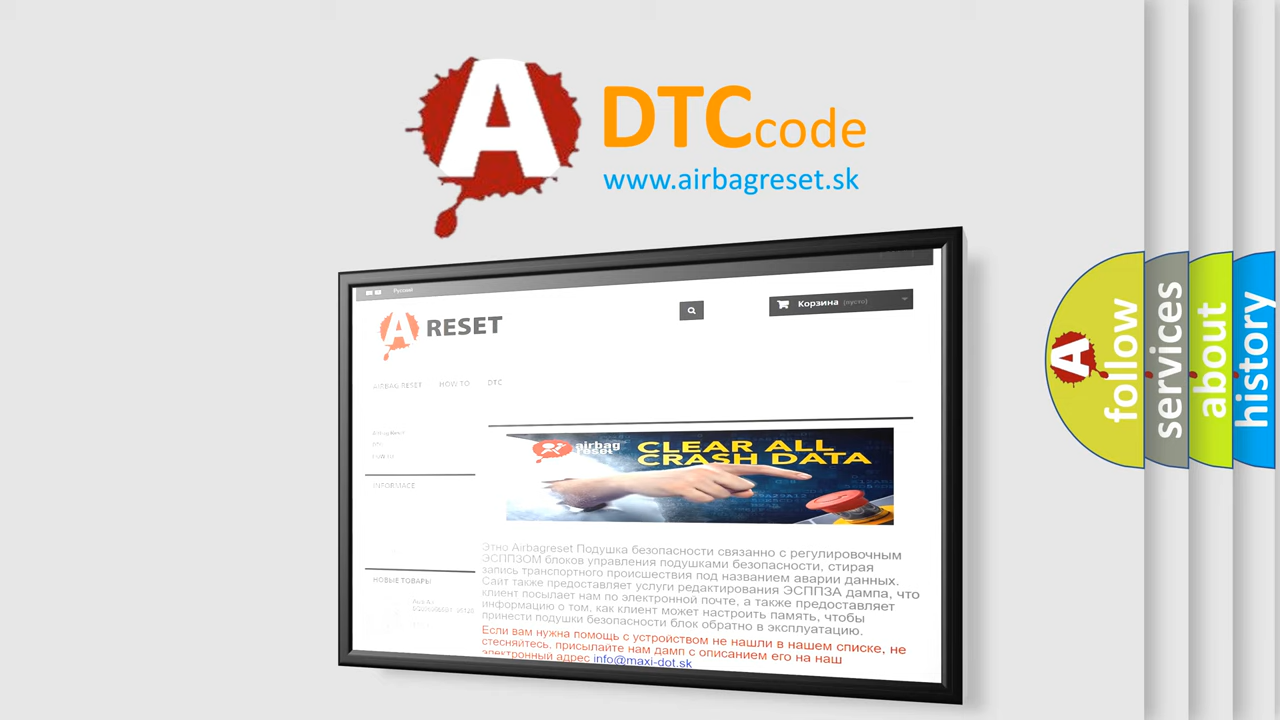 A
DTC code
www.airbagreset.sk
Русский
Корзина (пусто)
A RESET
AIRBAG RESET HOW TO DTC
INFORMACE
airbag
reset
CLEAR ALL
CRASH DATA
Этно Airbagreset Подушка безопасности связанно с регулировочным
ЭСППЗОМ блоков управления подушками безопасности, стирая
запись транспортного происшествия под названием аварии данных.
Сайт также предоставляет услуги редактирования ЭСППЗА дампа, что
клиент посылает нам по электронной почте, а также предоставляет
информацию о том, как клиент может настроить память, чтобы
принести подушки безопасности блок обратно в эксплуатацию.
Если вам нужна помощь с устройством не нашли в нашем списке, не
стесняйтесь, присылайте нам дамп с описанием его на наш
электронный адрес info@maxi-dot.sk
НОВЫЕ ТОВАРЫ
A
follow
services
about
history